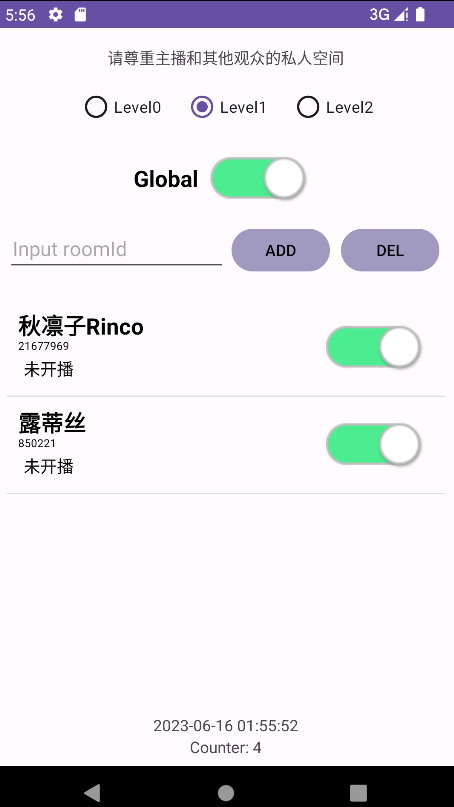 5:56 3G
请尊重主播和其他观众的私人空间
Level0 Level1 Level2
Global
Input roomId ADD DEL
秋凛子Rinco
21677969
未开播
露蒂丝
850221
未开播
2023-06-16 01:55:52
Counter: 4